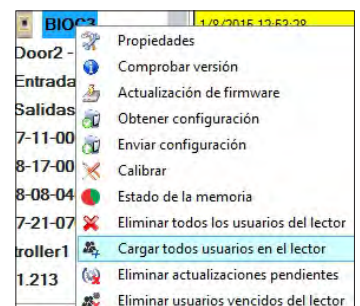 BIOC3
1/8/2015 12:53:28
Door2 -
Entrada
Salidas
7-11-00
8-17-00
8-08-04
7-21-07
troller1
1.213
Propiedades
Comprobar versión
Actualización de firmware
Obtener configuración
Enviar configuración
Calibrar
Estado de la memoria
Eliminar todos los usuarios del lector
Cargar todos usuarios en el lector
Eliminar actualizaciones pendientes
Eliminar usuarios vencidos del lector